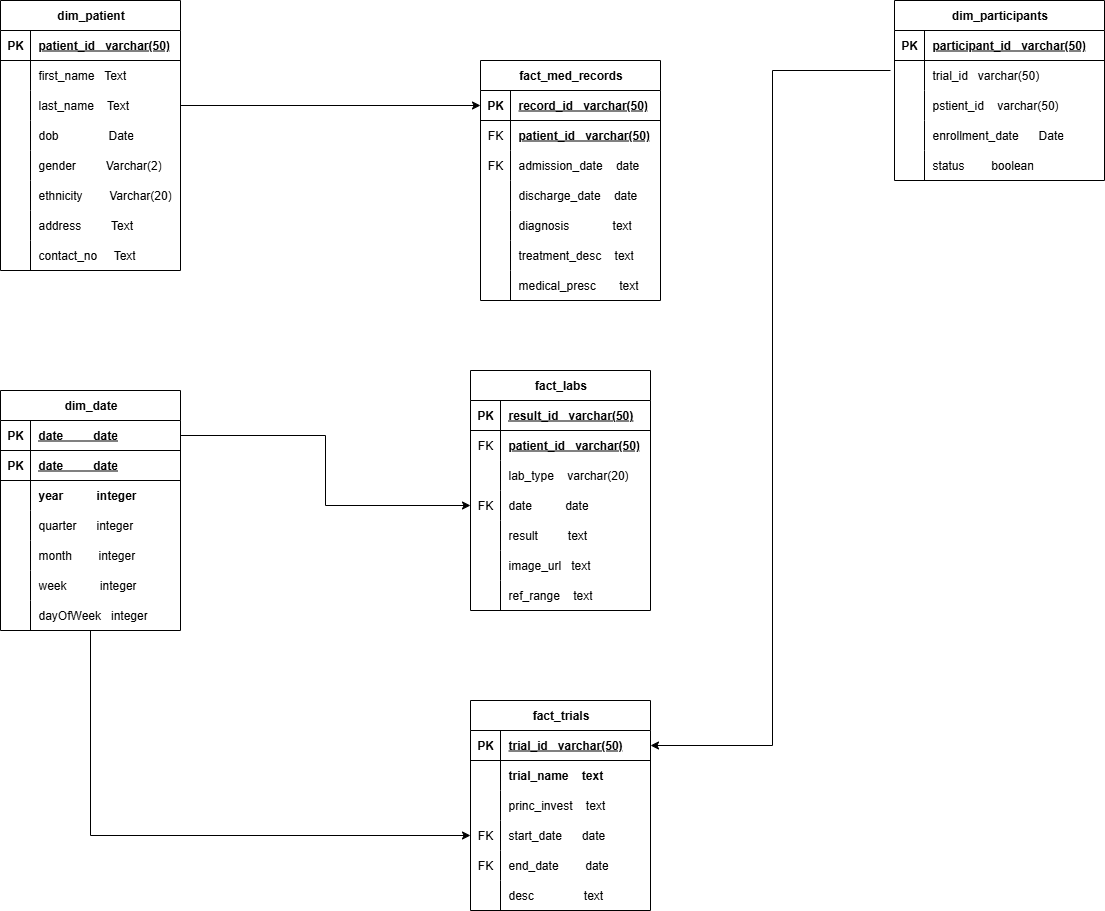 dim_patient
PK patient_id varchar(50)
first_name Text
last_name Text
dob Date
gender Varchar(2)
ethnicity Varchar(20)
address Text
contact_no Text
fact_med_records
PK record_id varchar(50)
FK patient_id varchar(50)
FK admission_date date
discharge_date date
diagnosis text
treatment_desc text
medical_presc text
dim_participants
PK participant_id varchar(50)
trial_id varchar(50)
pstient_id varchar(50)
enrollment_date Date
status boolean
dim_date
PK date date
PK date date
year integer
quarter integer
month integer
week integer
dayOfWeek integer
fact_labs
PK result_id varchar(50)
FK patient_id varchar(50)
lab_type varchar(20)
FK date date
result text
image_url text
ref_range text
fact_trials
PK trial_id varchar(50)
trial_name text
princ_invest text
FK start_date date
FK end_date date
desc text